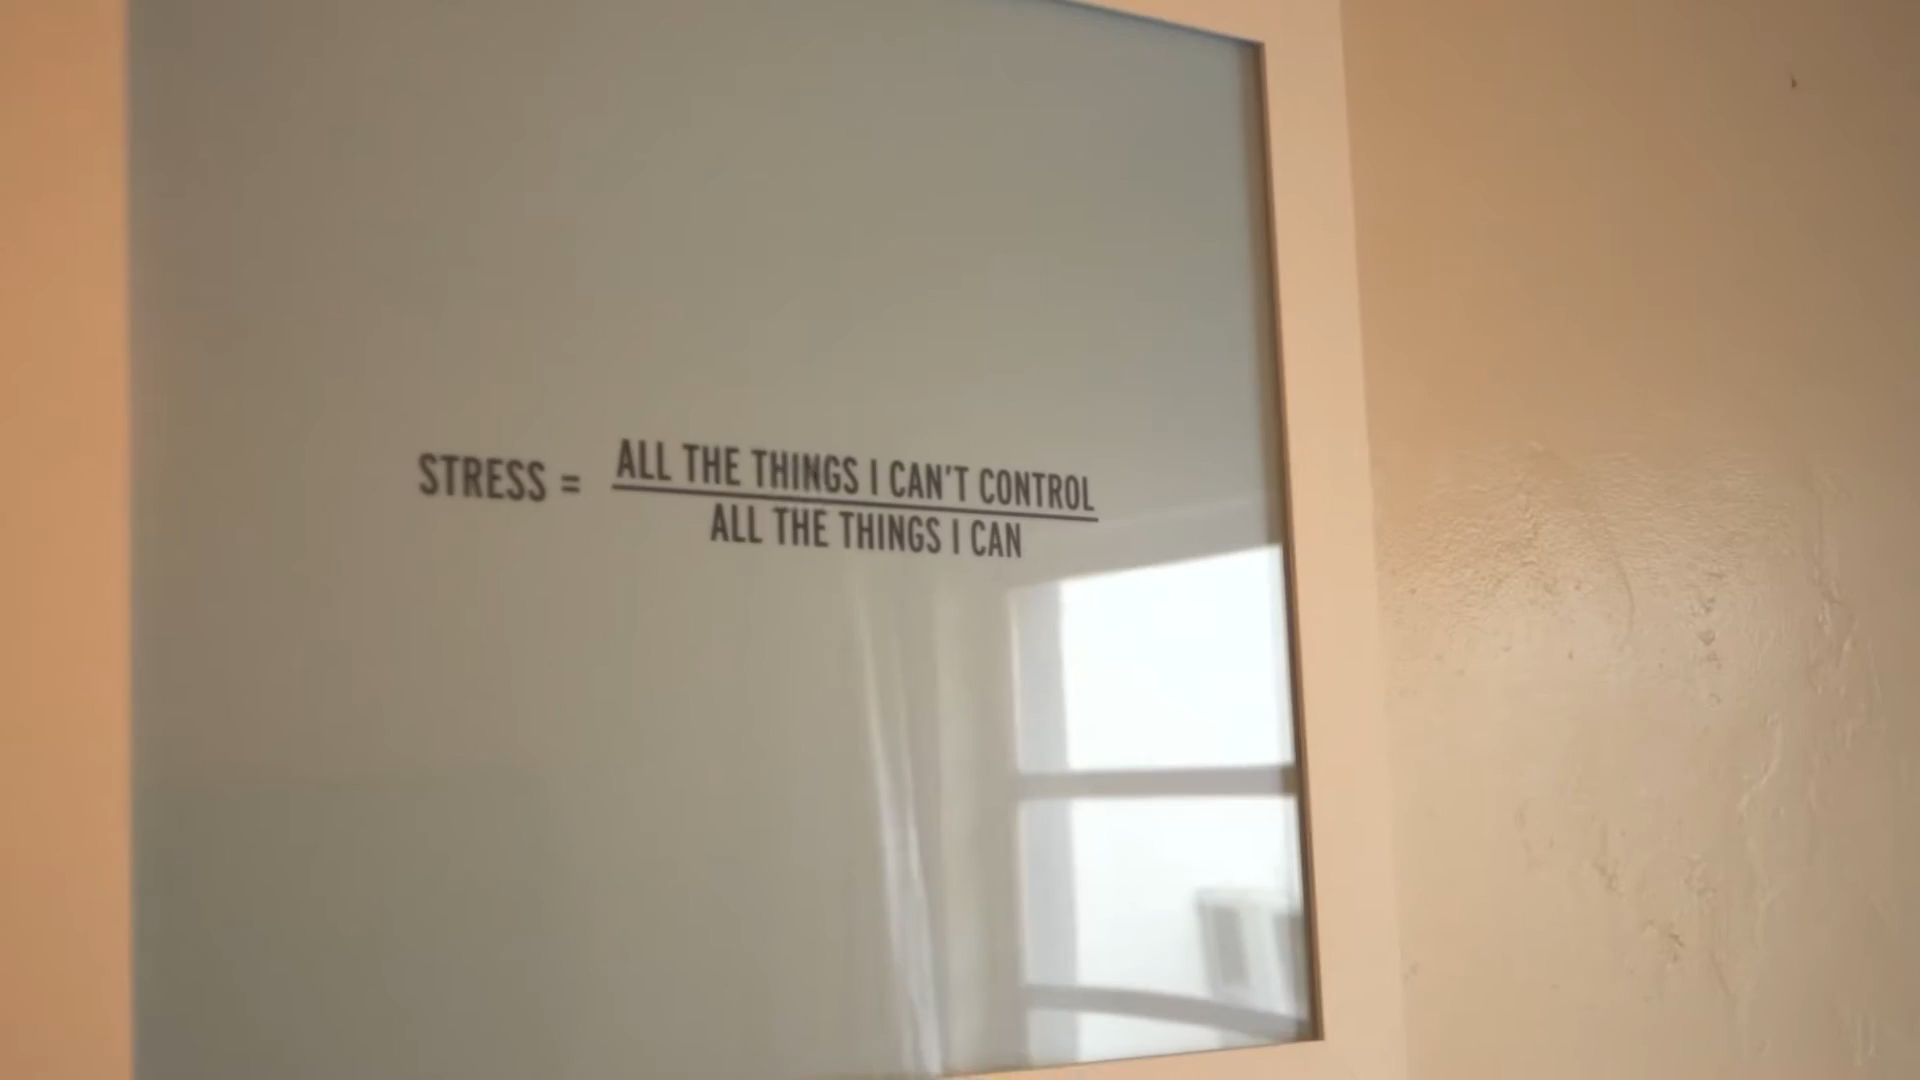 STRESS = ALL THE THINGS I CAN'T CONTROL
ALL THE THINGS I CAN